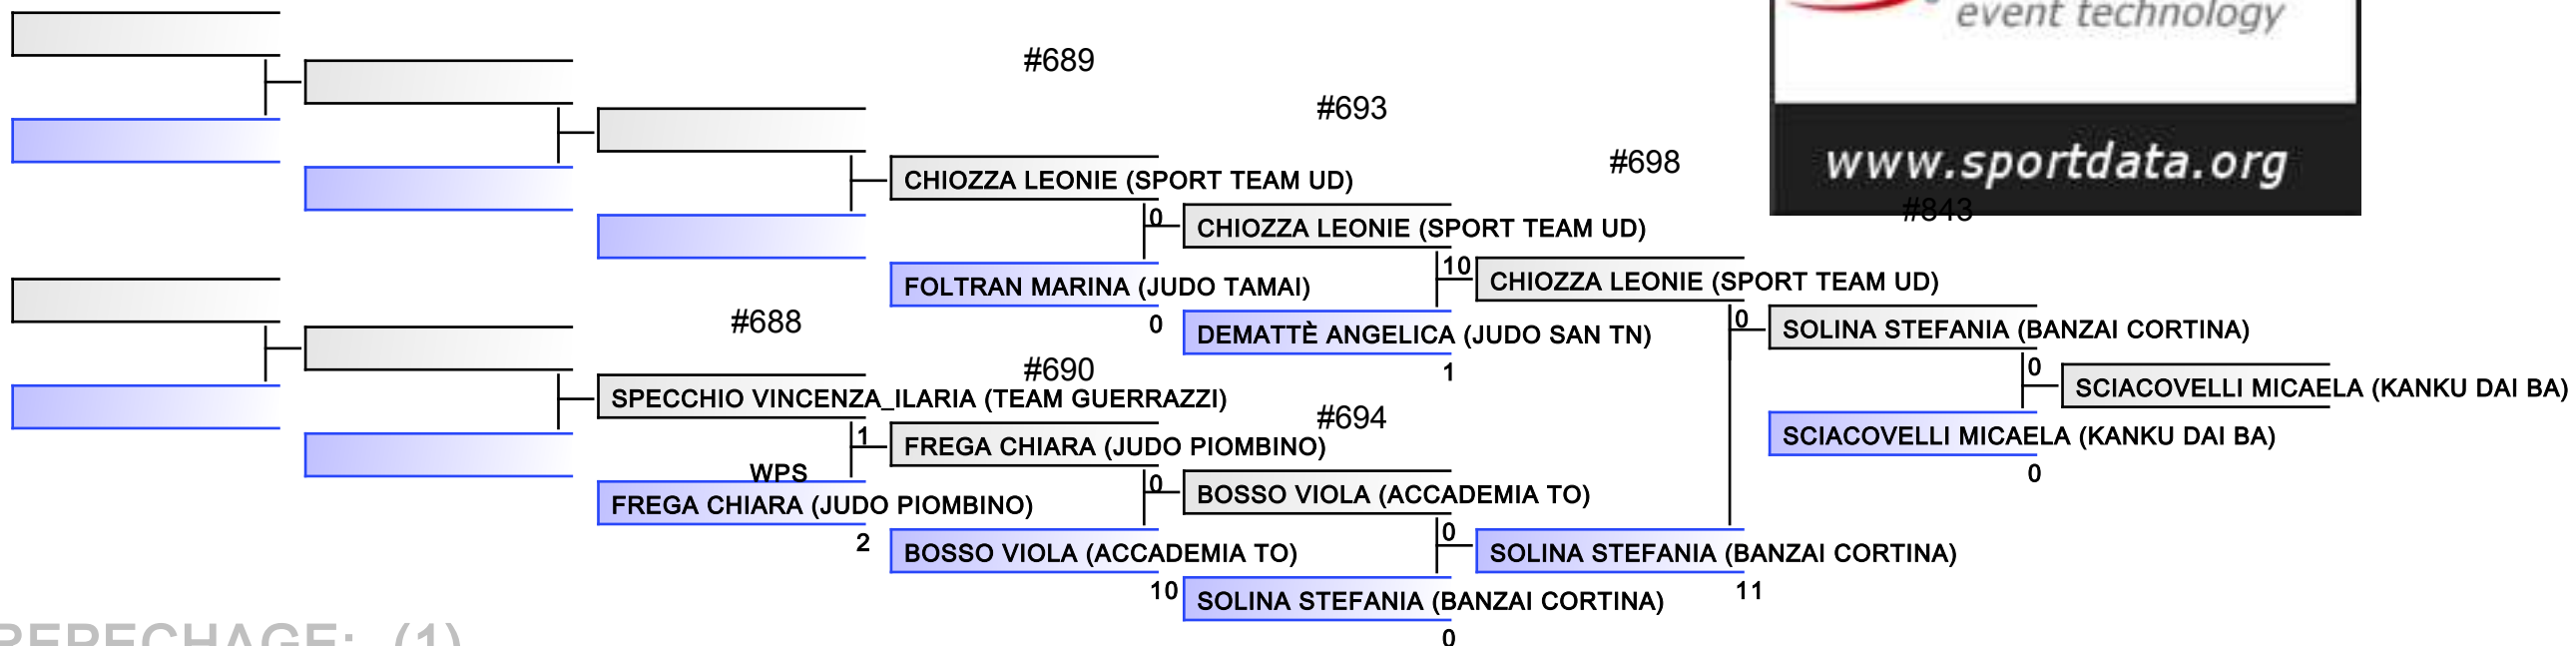 event technology
www.sportdata.org
#689
#693
#698
#843
CHIOZZA LEONIE (SPORT TEAM UD)
0
CHIOZZA LEONIE (SPORT TEAM UD)
FOLTRAN MARINA (JUDO TAMAI)
0
10
CHIOZZA LEONIE (SPORT TEAM UD)
DEMATTÈ ANGELICA (JUDO SAN TN)
1
0
SOLINA STEFANIA (BANZAI CORTINA)
0
SCIACOVELLI MICAELA (KANKU DAI BA)
SCIACOVELLI MICAELA (KANKU DAI BA)
0
#688
#690
SPECCHIO VINCENZA_ILARIA (TEAM GUERRAZZI)
#694
1
FREGA CHIARA (JUDO PIOMBINO)
WPS
FREGA CHIARA (JUDO PIOMBINO)
2
0
BOSSO VIOLA (ACCADEMIA TO)
BOSSO VIOLA (ACCADEMIA TO)
10
0
SOLINA STEFANIA (BANZAI CORTINA)
11
SOLINA STEFANIA (BANZAI CORTINA)
0
REPECHAGE: (1)